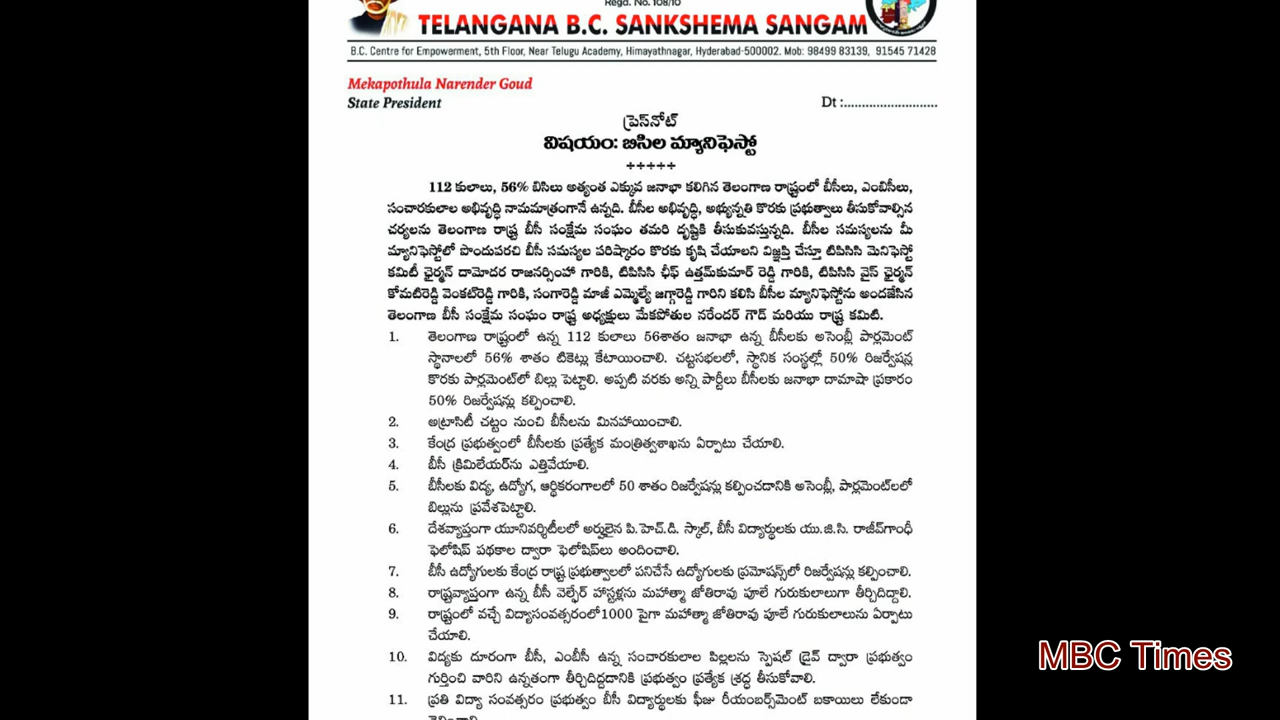 Regd. No. 108/10
TELANGANA B.C. SANKSHEMA SANGAM
B.C. Centre for Empowerment, 5th Floor, Near Telugu Academy, Himayathnagar, Hyderabad-500002. Mob: 98499 83139, 91545 71428
Mekapothula Narender Goud
State President
Dt :..........................
ప్రెస్‌నోట్
విషయం: బిసిల మ్యానిఫెస్టో
+++++
112 కులాలు, 56% బిసిలు అత్యంత ఎక్కువ జనాభా కలిగిన తెలంగాణ రాష్ట్రంలో బీసీలు, ఎంబిసీలు,
సంచారకులాల అభివృద్ధి నామమాత్రంగానే ఉన్నది. బీసీల అభివృద్ధి, అభ్యున్నతి కొరకు ప్రభుత్వాలు తీసుకోవాల్సిన
చర్యలను తెలంగాణ రాష్ట్ర బీసీ సంక్షేమ సంఘం తమరి దృష్టికి తీసుకువస్తున్నది. బీసీల సమస్యలను మీ
మ్యానిఫెస్టోలో పొందుపరచి బీసీ సమస్యల పరిష్కారం కొరకు కృషి చేయాలని విజ్ఞప్తి చేస్తూ టిపిసిసి మెనిఫెస్టో
కమిటీ ఛైర్మన్ దామోదర రాజనర్సింహా గారికి, టిపిసిసి ఛీఫ్ ఉత్తమ్‌కుమార్ రెడ్డి గారికి, టిపిసిసి వైస్ ఛైర్మన్
కోమటిరెడ్డి వెంకట్‌రెడ్డి గారికి, సంగారెడ్డి మాజీ ఎమ్మెల్యే జగ్గారెడ్డి గారిని కలిసి బీసీల మ్యానిఫెస్టోను అందజేసిన
తెలంగాణ బీసీ సంక్షేమ సంఘం రాష్ట్ర అధ్యక్షులు మేకపోతుల నరేందర్ గౌడ్ మరియు రాష్ట్ర కమిటి.
1. తెలంగాణ రాష్ట్రంలో ఉన్న 112 కులాలు 56శాతం జనాభా ఉన్న బీసీలకు అసెంబ్లీ పార్లమెంట్
స్థానాలలో 56% శాతం టికెట్లు కేటాయించాలి. చట్టసభలలో, స్థానిక సంస్థల్లో 50% రిజర్వేషన్ల
కొరకు పార్లమెంట్‌లో బిల్లు పెట్టాలి. అప్పటి వరకు అన్ని పార్టీలు బీసీలకు జనాభా దామాషా ప్రకారం
50% రిజర్వేషన్లు కల్పించాలి.
2. అట్రాసిటీ చట్టం నుంచి బీసీలను మినహాయించాలి.
3. కేంద్ర ప్రభుత్వంలో బీసీలకు ప్రత్యేక మంత్రిత్వశాఖను ఏర్పాటు చేయాలి.
4. బీసీ క్రిమిలేయర్‌ను ఎత్తివేయాలి.
5. బీసీలకు విద్య, ఉద్యోగ, ఆర్థికరంగాలలో 50 శాతం రిజర్వేషన్లు కల్పించడానికి అసెంబ్లీ, పార్లమెంట్‌లలో
బిల్లును ప్రవేశపెట్టాలి.
6. దేశవ్యాప్తంగా యూనివర్శిటీలలో అర్హులైన పి.హెచ్.డి. స్కాలర్, బీసీ విద్యార్థులకు యు.జి.సి. రాజీవ్‌గాంధీ
ఫెలోషిప్ పథకాల ద్వారా ఫెలోషిప్‌లు అందించాలి.
7. బీసీ ఉద్యోగులకు కేంద్ర రాష్ట్ర ప్రభుత్వాలలో పనిచేసే ఉద్యోగులకు ప్రమోషన్స్‌లో రిజర్వేషన్లు కల్పించాలి.
8. రాష్ట్రవ్యాప్తంగా ఉన్న బీసీ వెల్ఫేర్ హాస్టళ్లను మహాత్మా జోతిరావు పూలే గురుకులాలుగా తీర్చిదిద్దాలి.
9. రాష్ట్రంలో వచ్చే విద్యాసంవత్సరంలో1000 పైగా మహాత్మా జోతిరావు పూలే గురుకులాలును ఏర్పాటు
చేయాలి.
10. విద్యకు దూరంగా బీసీ, ఎంబీసీ ఉన్న సంచారకులాల పిల్లలను స్పెషల్ డ్రైవ్ ద్వారా ప్రభుత్వం
గుర్తించి వారిని ఉన్నతంగా తీర్చిదిద్దడానికి ప్రభుత్వం ప్రత్యేక శ్రద్ధ తీసుకోవాలి.
11. ప్రతి విద్యా సంవత్సరం ప్రభుత్వం బీసీ విద్యార్థులకు ఫీజు రీయంబర్స్‌మెంట్ బకాయిలు లేకుండా
MBC Times